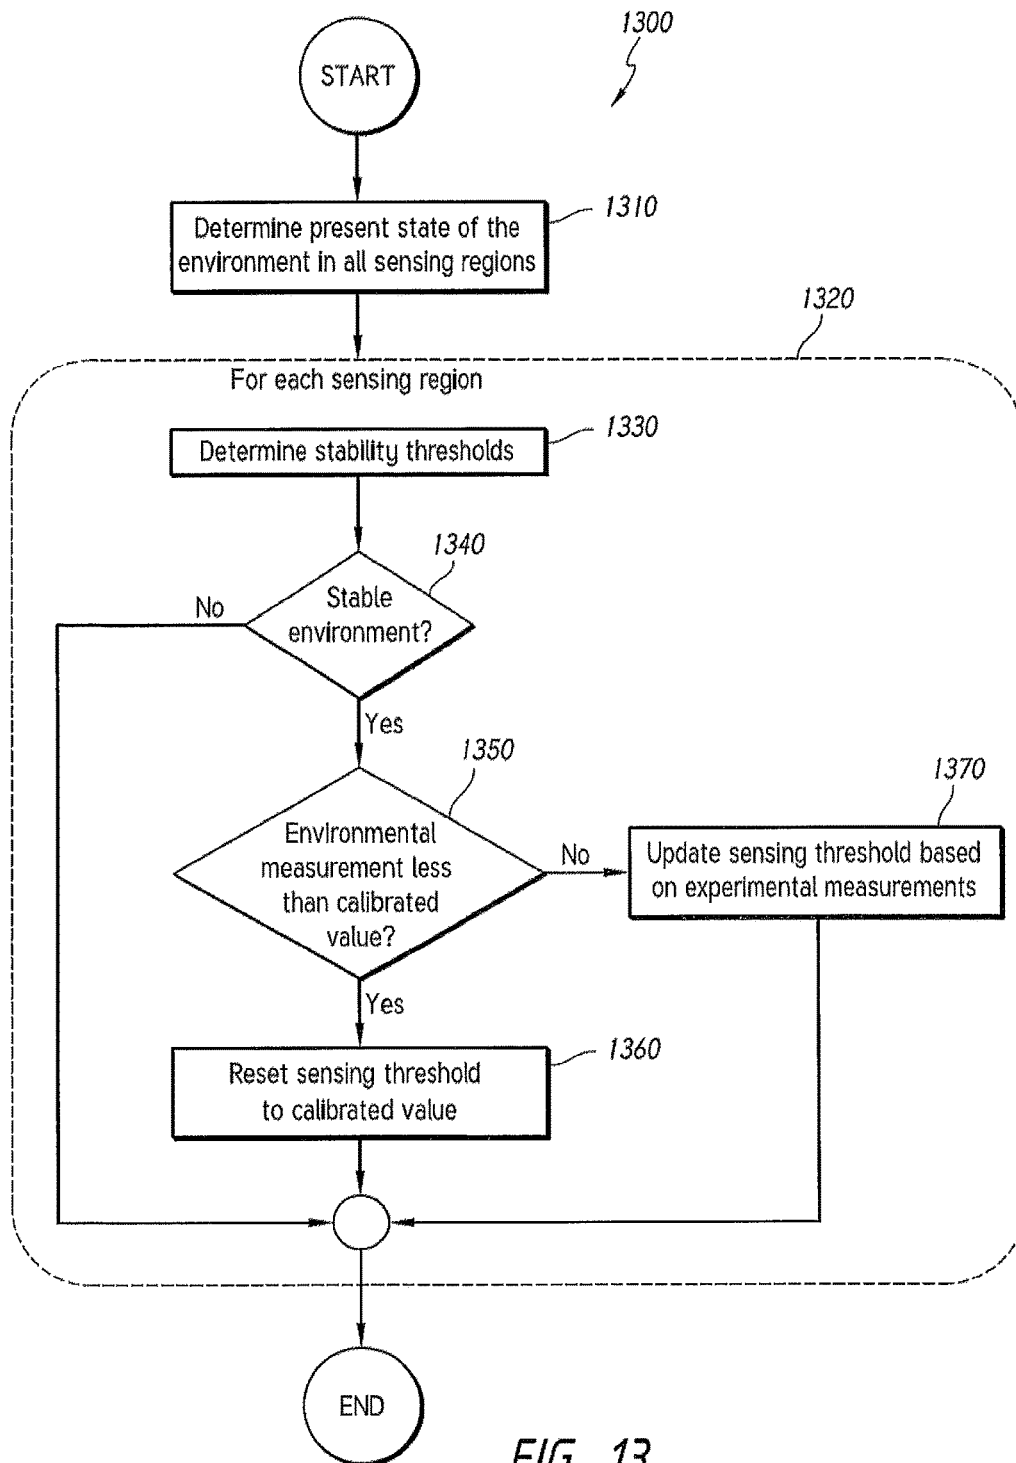 1300
START
1310
Determine present state of the
environment in all sensing regions
1320
For each sensing region
1330
Determine stability thresholds
1340
Stable
environment?
No
Yes
1350
Environmental
measurement less
than calibrated
value?
No
1370
Update sensing threshold based
on experimental measurements
Yes
1360
Reset sensing threshold
to calibrated value
END
FIG. 13